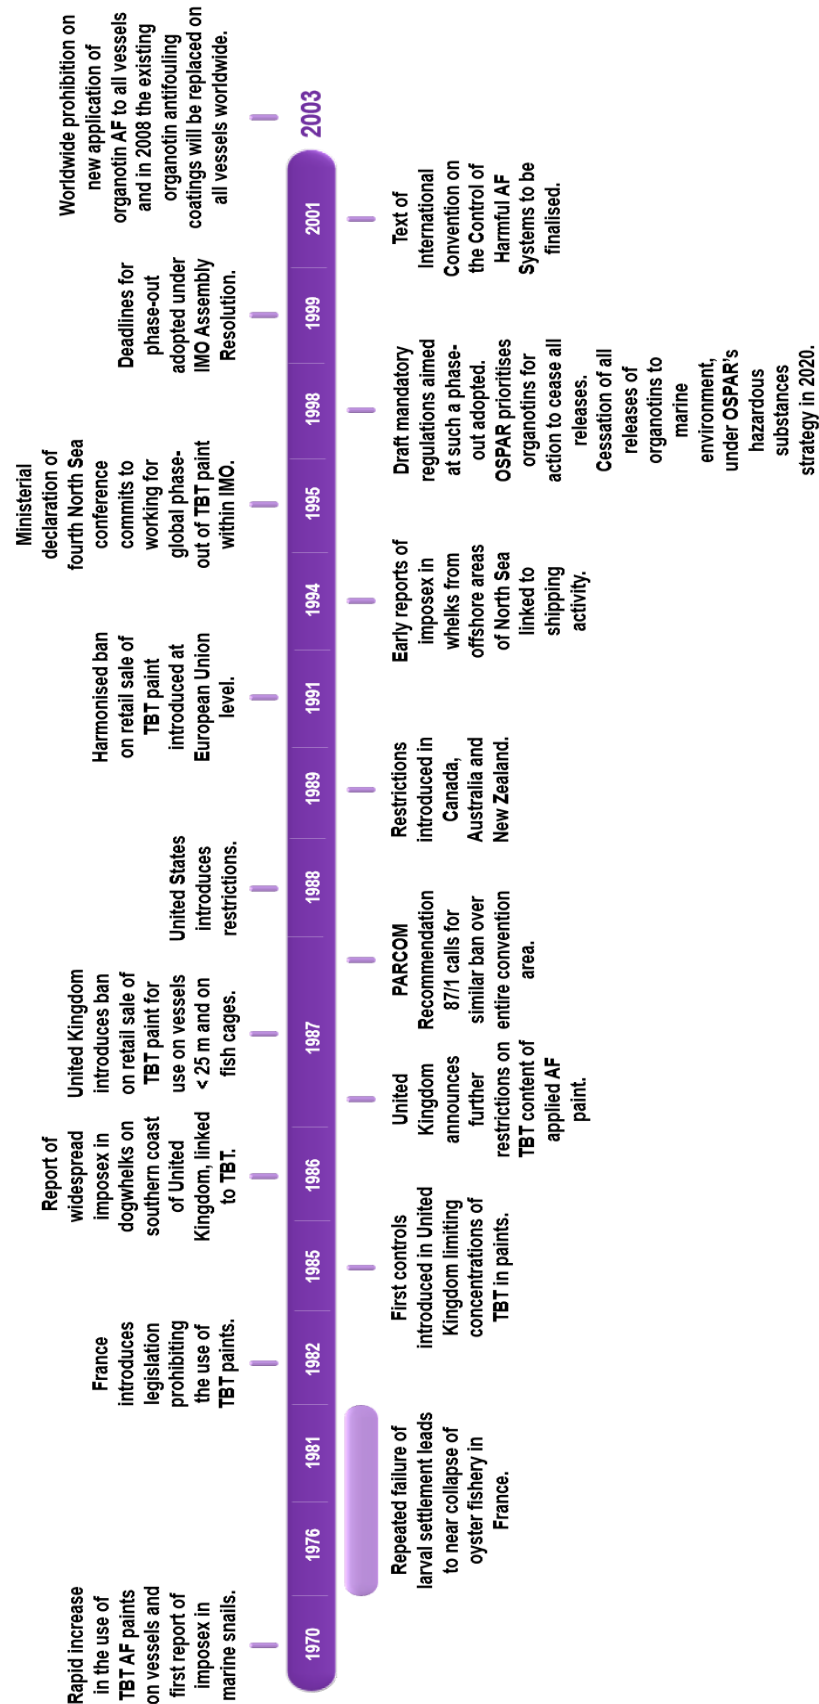 Rapid increase
in the use of
TBT AF paints
on vessels and
first report of
imposex in
marine snails.
France
introduces
legislation
prohibiting
the use of
TBT paints.
Report of
widespread
imposex in
dogwhelks on
southern coast
of United
Kingdom, linked
to TBT.
United Kingdom
introduces ban
on retail sale of
TBT paint for
use on vessels
< 25 m and on
fish cages.
United States
introduces
restrictions.
Harmonised ban
on retail sale of
TBT paint
introduced at
European Union
level.
Ministerial
declaration of
fourth North Sea
conference
commits to
working for
global phase-
out of TBT paint
within IMO.
Deadlines for
phase-out
adopted under
IMO Assembly
Resolution.
Worldwide prohibition on
new application of
organotin AF to all vessels
and in 2008 the existing
organotin antifouling
coatings will be replaced on
all vessels worldwide.
1970
1976
1981
1982
1985
1986
1987
1988
1989
1991
1994
1995
1998
1999
2001
2003
Repeated failure of
larval settlement leads
to near collapse of
oyster fishery in
France.
First controls
introduced in United
Kingdom limiting
concentrations of
TBT in paints.
United
Kingdom
announces
further
restrictions on
TBT content of
applied AF
paint.
PARCOM
Recommendation
87/1 calls for
similar ban over
entire convention
area.
Restrictions
introduced in
Canada,
Australia and
New Zealand.
Early reports of
imposex in
whelks from
offshore areas
of North Sea
linked to
shipping
activity.
Draft mandatory
regulations aimed
at such a phase-
out adopted.
OSPAR prioritises
organotins for
action to cease all
releases.
Cessation of all
releases of
organotins to
marine
environment,
under OSPAR's
hazardous
substances
strategy in 2020.
Text of
International
Convention on
the Control of
Harmful AF
Systems to be
finalised.